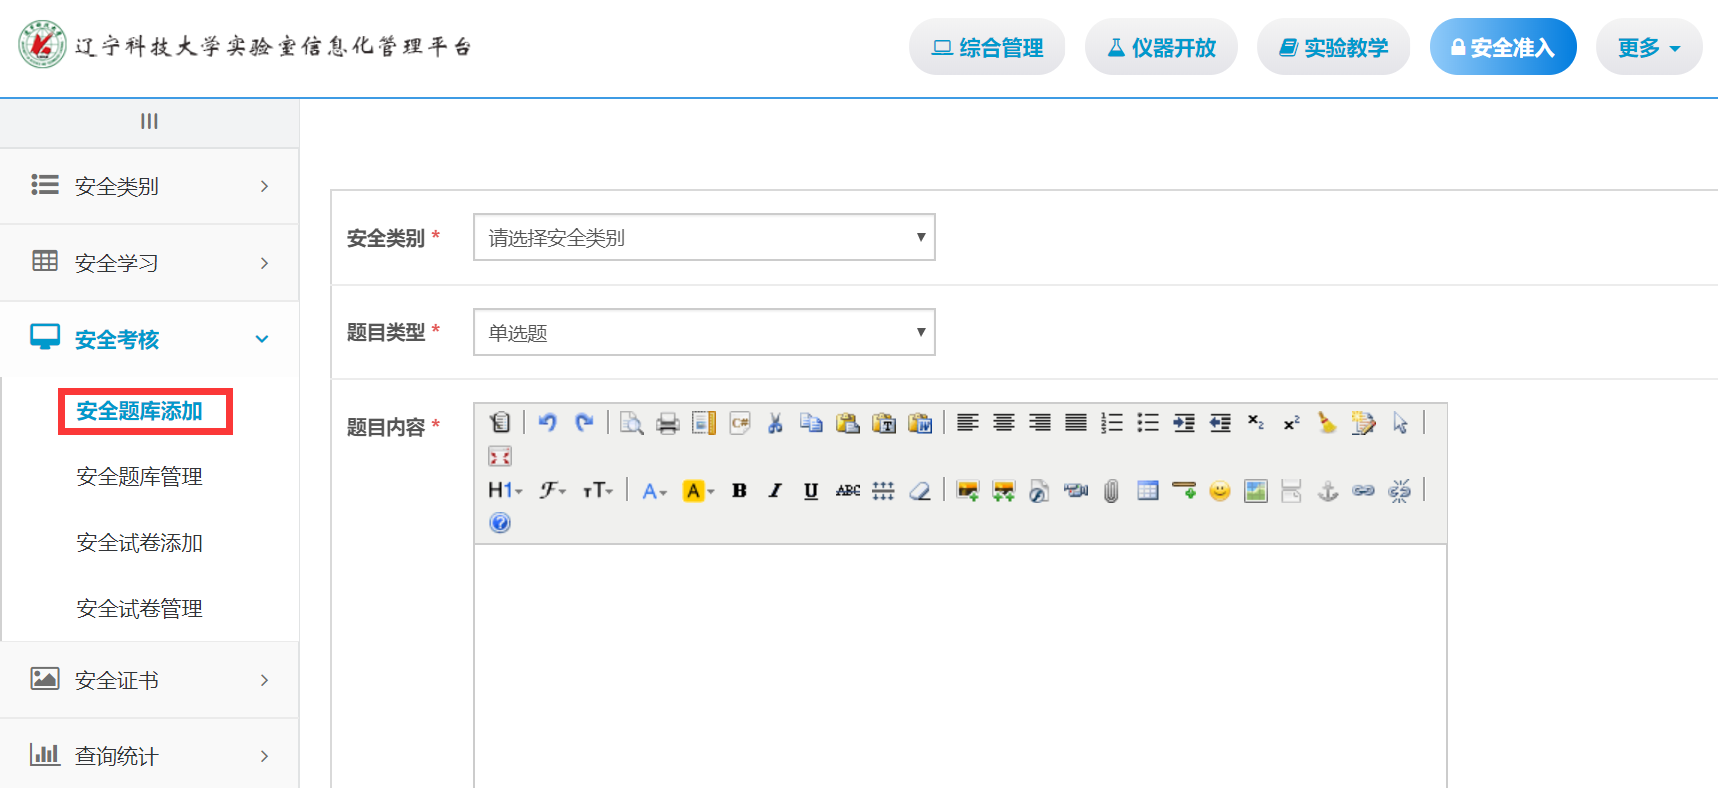 辽宁科技大学实验室信息化管理平台
综合管理
仪器开放
实验教学
安全准入
更多
安全类别
安全学习
安全考核
安全题库添加
安全题库管理
安全试卷添加
安全试卷管理
安全证书
查询统计
安全类别 *
请选择安全类别
题目类型 *
单选题
题目内容 *